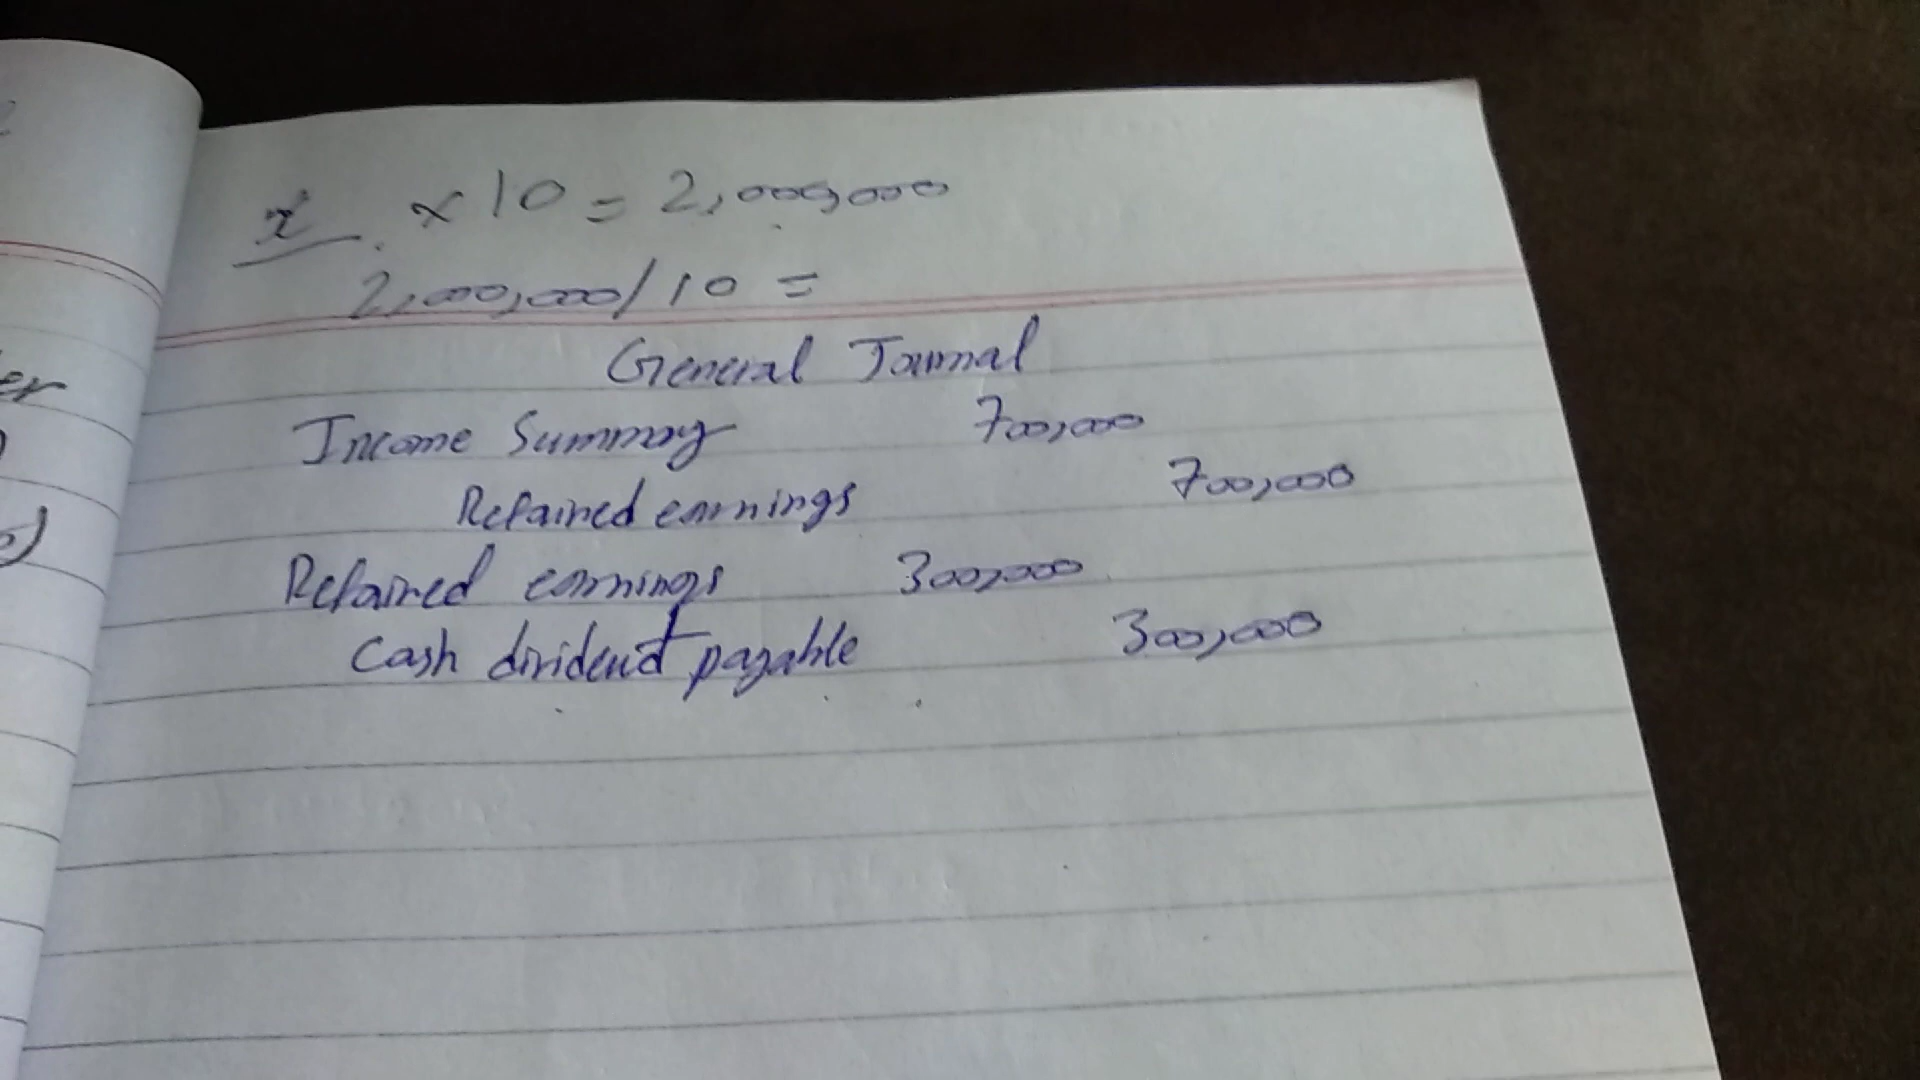 x × 10 = 2,000,000
2,000,000/10 =
General Journal
Income Summary 700,000
Retained earnings 700,000
Retained earnings 300,000
Cash dividend payable 300,000
er